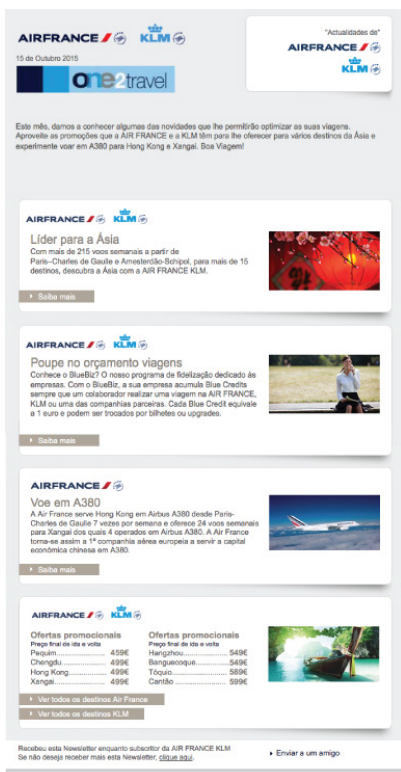 AIRFRANCE KLM
"Actualidades de"
AIRFRANCE
KLM
15 de Outubro 2015
one2travel
Este mês, damos a conhecer algumas das novidades que lhe permitirão optimizar as suas viagens.
Aproveite as promoções que a AIR FRANCE e a KLM têm para lhe oferecer para vários destinos da Ásia e
experimente voar em A380 para Hong Kong e Xangai. Boa Viagem!
AIRFRANCE KLM
Líder para a Ásia
Com mais de 215 voos semanais a partir de
Paris-Charles de Gaulle e Amesterdão-Schipol, para mais de 15
destinos, descubra a Ásia com a AIR FRANCE KLM.
Saiba mais
AIRFRANCE KLM
Poupe no orçamento viagens
Conhece o BlueBiz? O nosso programa de fidelização dedicado às
empresas. Com o BlueBiz, a sua empresa acumula Blue Credits
sempre que um colaborador realizar uma viagem na AIR FRANCE,
KLM ou uma das companhias parceiras. Cada Blue Credit equivale
a 1 euro e podem ser trocados por bilhetes ou upgrades.
Saiba mais
AIRFRANCE
Voe em A380
A Air France serve Hong Kong em Airbus A380 desde Paris-
Charles de Gaulle 7 vezes por semana e oferece 24 voos semanais
para Xangai dos quais 4 operados em Airbus A380. A Air France
torna-se assim a 1ª companhia aérea europeia a servir a capital
económica chinesa em A380.
Saiba mais
AIRFRANCE KLM
Ofertas promocionais
Preço final de ida e volta
Pequim.................... 459€
Chengdu.................. 499€
Hong Kong............... 499€
Xangai..................... 499€
Ofertas promocionais
Preço final de ida e volta
Hangzhou................ 549€
Banguecoque..........549€
Tóquio..................... 589€
Cantão .................... 599€
Ver todos os destinos Air France
Ver todos os destinos KLM
Recebeu esta Newsletter enquanto subscritor da AIR FRANCE KLM
Se não deseja receber mais esta Newsletter, clique aqui.
Enviar a um amigo